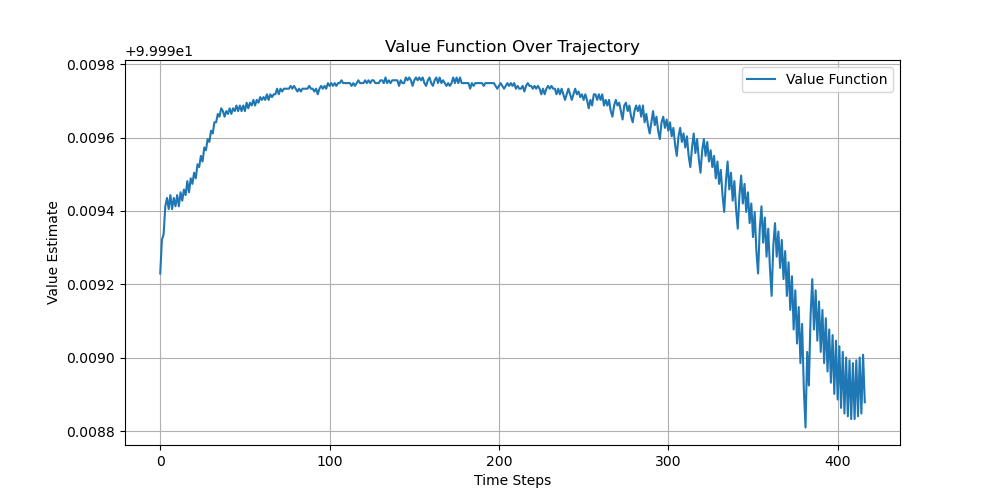 Value Function Over Trajectory
+9.999e1
0.0098
0.0096
0.0094
0.0092
0.0090
0.0088
Value Estimate
Value Function
0 100 200 300 400
Time Steps